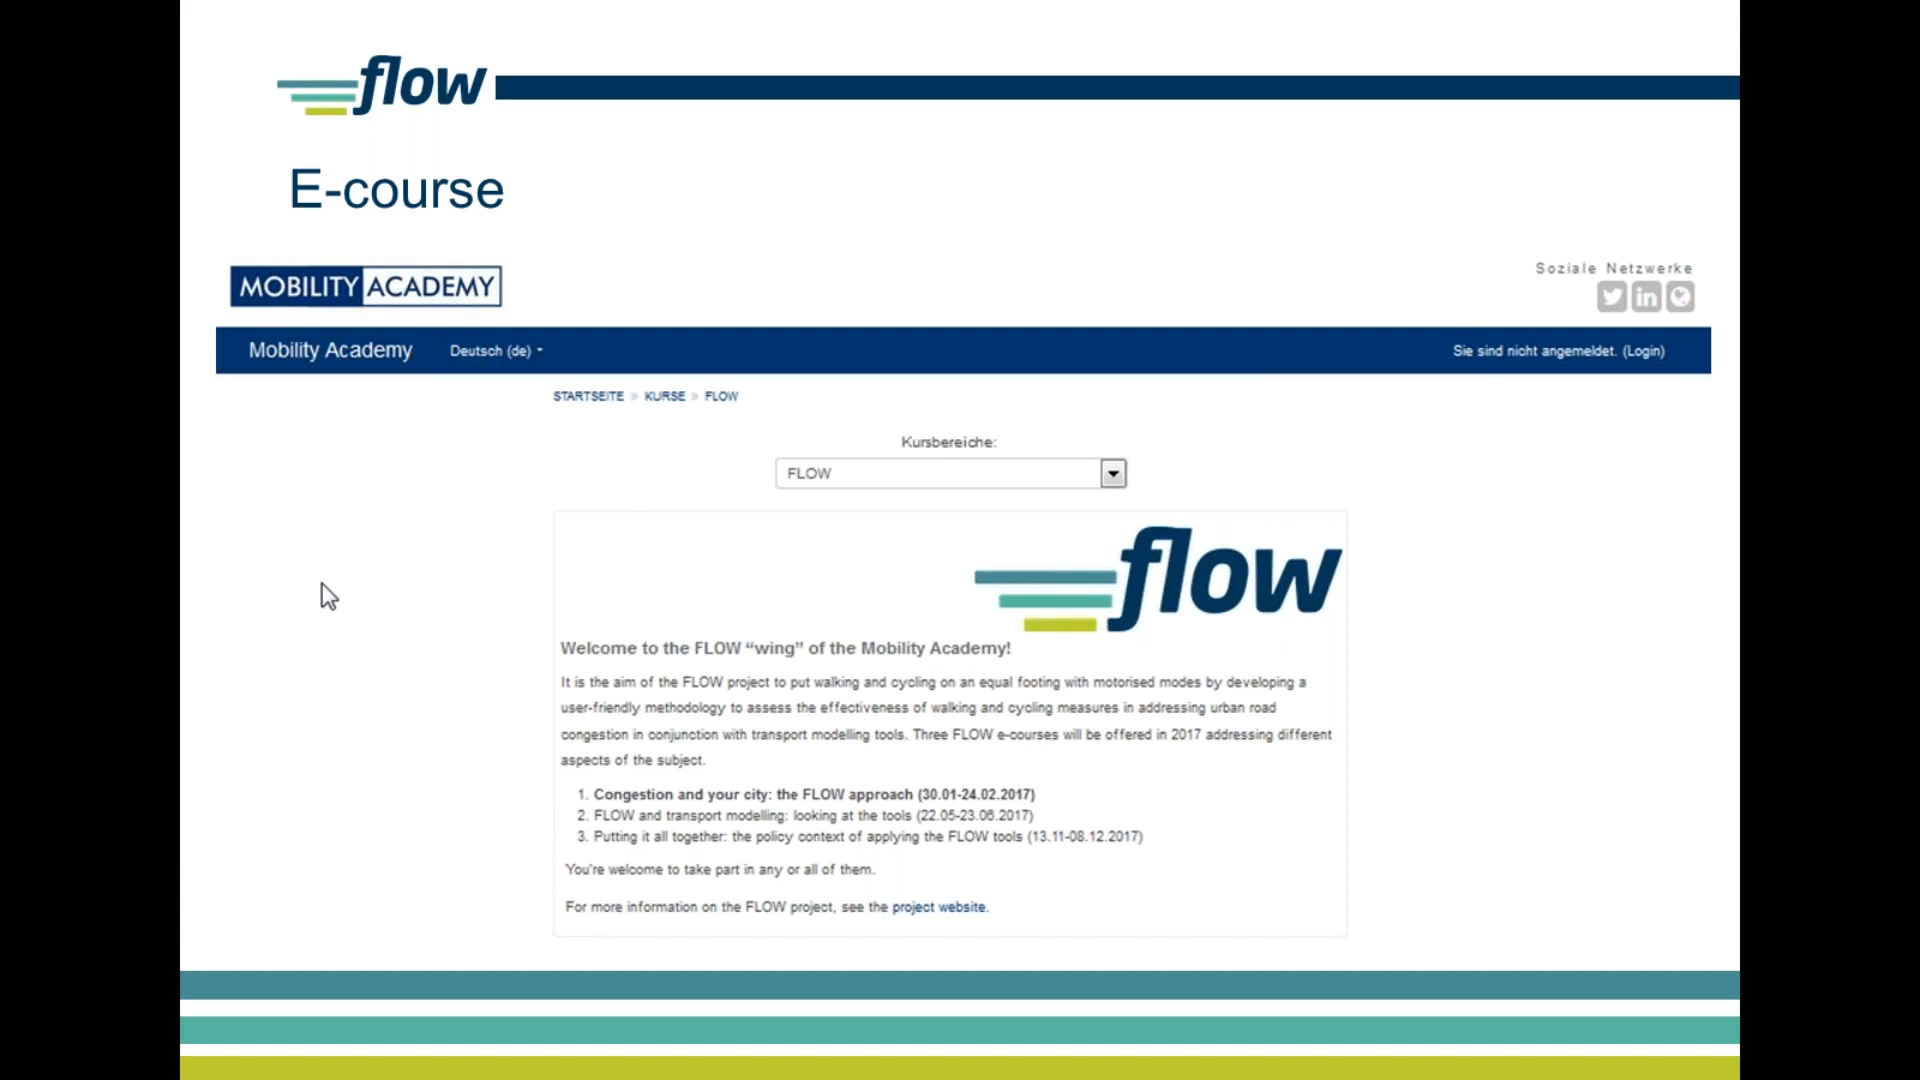 flow
E-course
MOBILITY ACADEMY
Soziale Netzwerke
in
Mobility Academy Deutsch (de)
Sie sind nicht angemeldet. (Login)
STARTSEITE » KURSE » FLOW
Kursbereiche:
FLOW
flow
Welcome to the FLOW “wing” of the Mobility Academy!
It is the aim of the FLOW project to put walking and cycling on an equal footing with motorised modes by developing a
user-friendly methodology to assess the effectiveness of walking and cycling measures in addressing urban road
congestion in conjunction with transport modelling tools. Three FLOW e-courses will be offered in 2017 addressing different
aspects of the subject.
1. Congestion and your city: the FLOW approach (30.01-24.02.2017)
2. FLOW and transport modelling: looking at the tools (22.05-23.06.2017)
3. Putting it all together: the policy context of applying the FLOW tools (13.11-08.12.2017)
You're welcome to take part in any or all of them.
For more information on the FLOW project, see the project website.